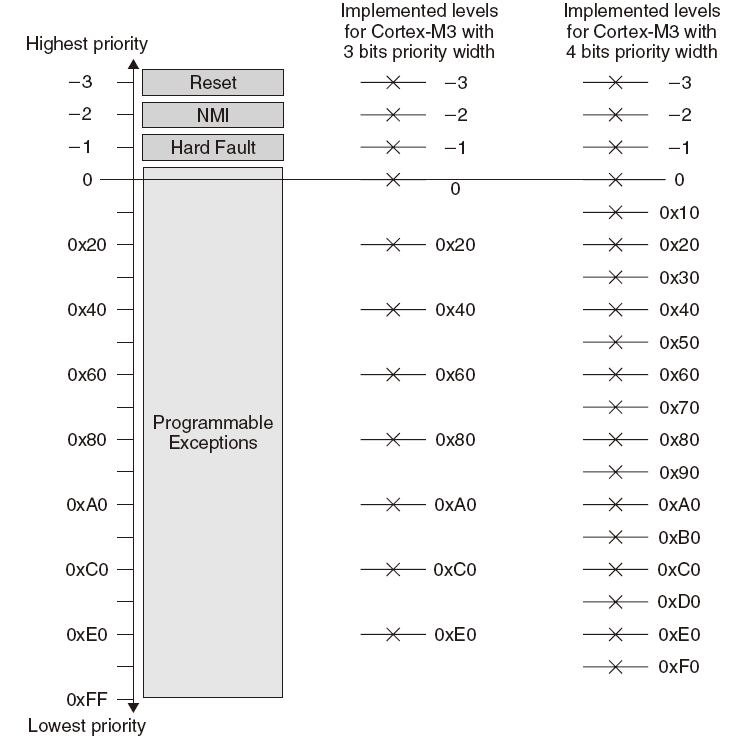 Highest priority
Implemented levels
for Cortex-M3 with
3 bits priority width
Implemented levels
for Cortex-M3 with
4 bits priority width
−3
Reset
−3
−3
−2
NMI
−2
−2
−1
Hard Fault
−1
−1
0
0
0
0x10
0x20
0x20
0x20
0x30
0x40
0x40
0x40
0x50
0x60
0x60
0x60
0x70
Programmable
Exceptions
0x80
0x80
0x80
0x90
0xA0
0xA0
0xA0
0xB0
0xC0
0xC0
0xC0
0xD0
0xE0
0xE0
0xE0
0xF0
0xFF
Lowest priority